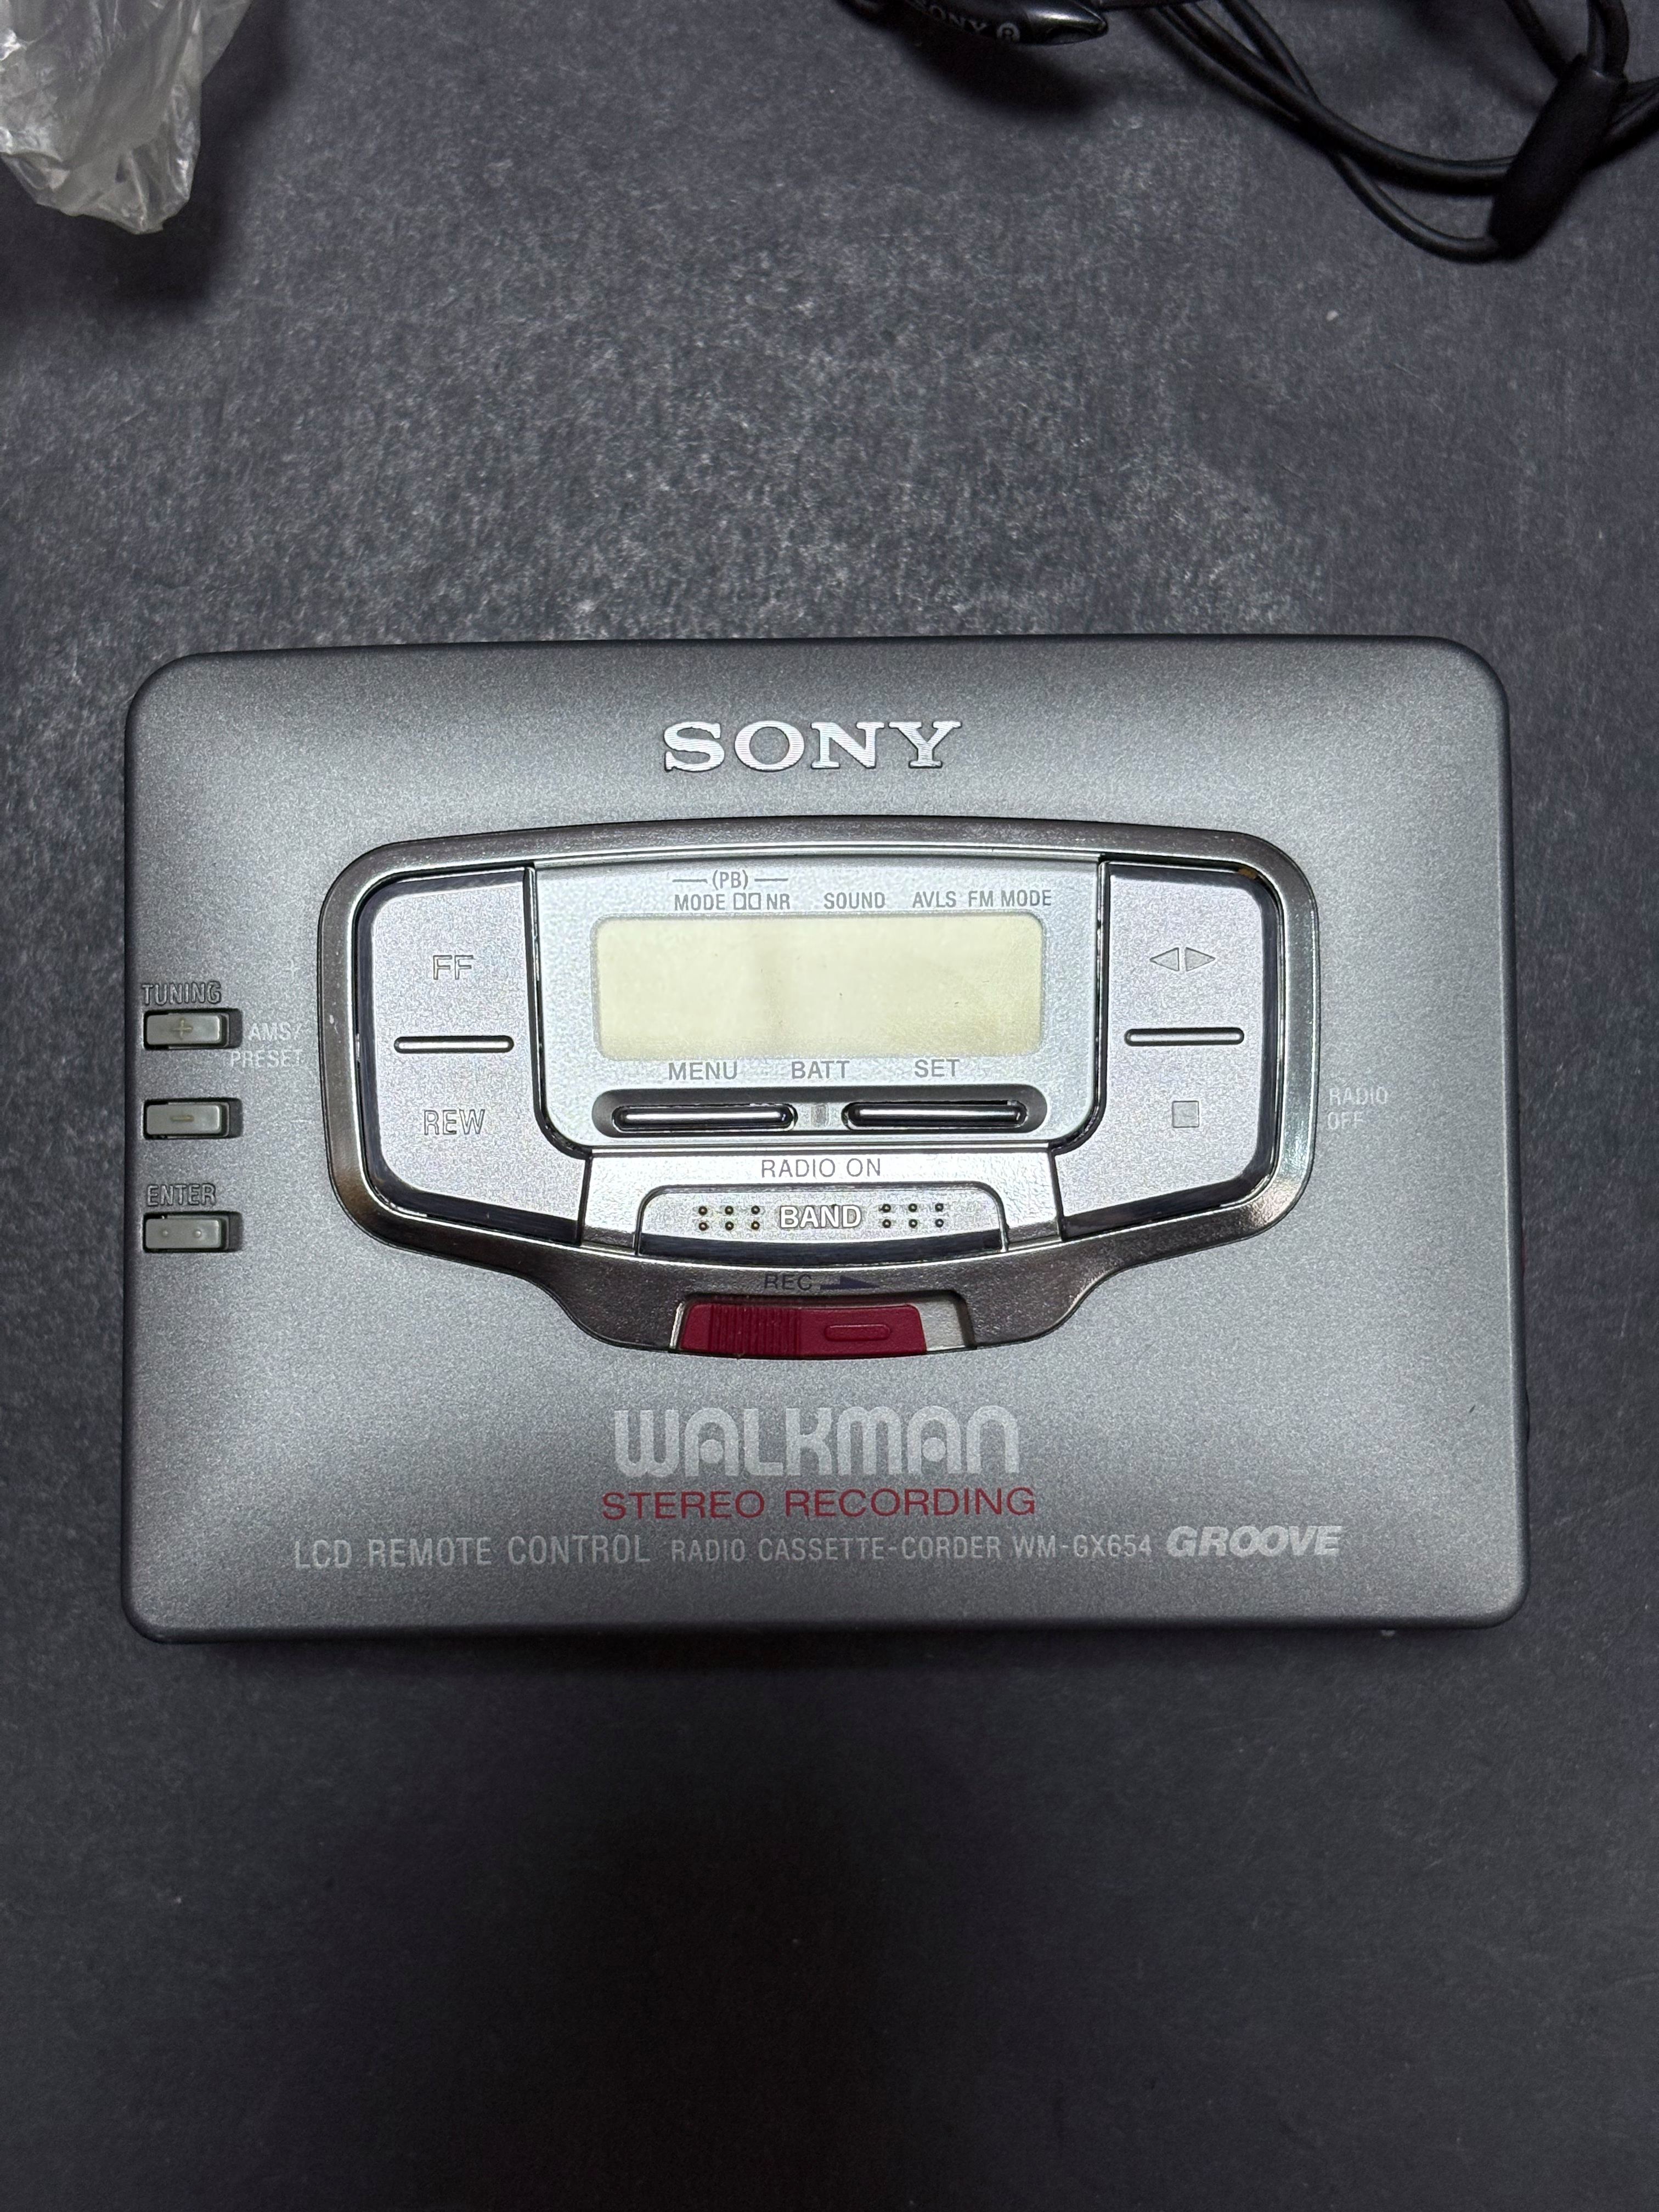 SONY®
SONY
(PB)
MODE NR SOUND AVLS FM MODE
FF
TUNING
+
AMS/
PRESET
MENU BATT SET
REW
RADIO
OFF
-
RADIO ON
BAND
ENTER
REC
WALKMAN
STEREO RECORDING
LCD REMOTE CONTROL RADIO CASSETTE-CORDER WM-GX654 GROOVE